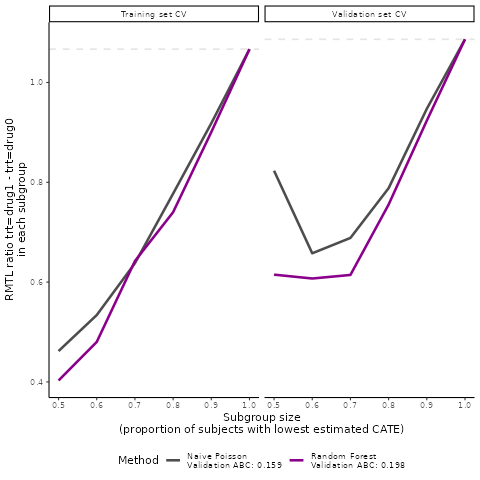 Training set CV
Validation set CV
RMTL ratio trt=drug1 - trt=drug0
in each subgroup
1.0
0.8
0.6
0.4
0.5 0.6 0.7 0.8 0.9 1.0
0.5 0.6 0.7 0.8 0.9 1.0
Subgroup size
(proportion of subjects with lowest estimated CATE)
Method
Naive Poisson
Validation ABC: 0.159
Random Forest
Validation ABC: 0.198